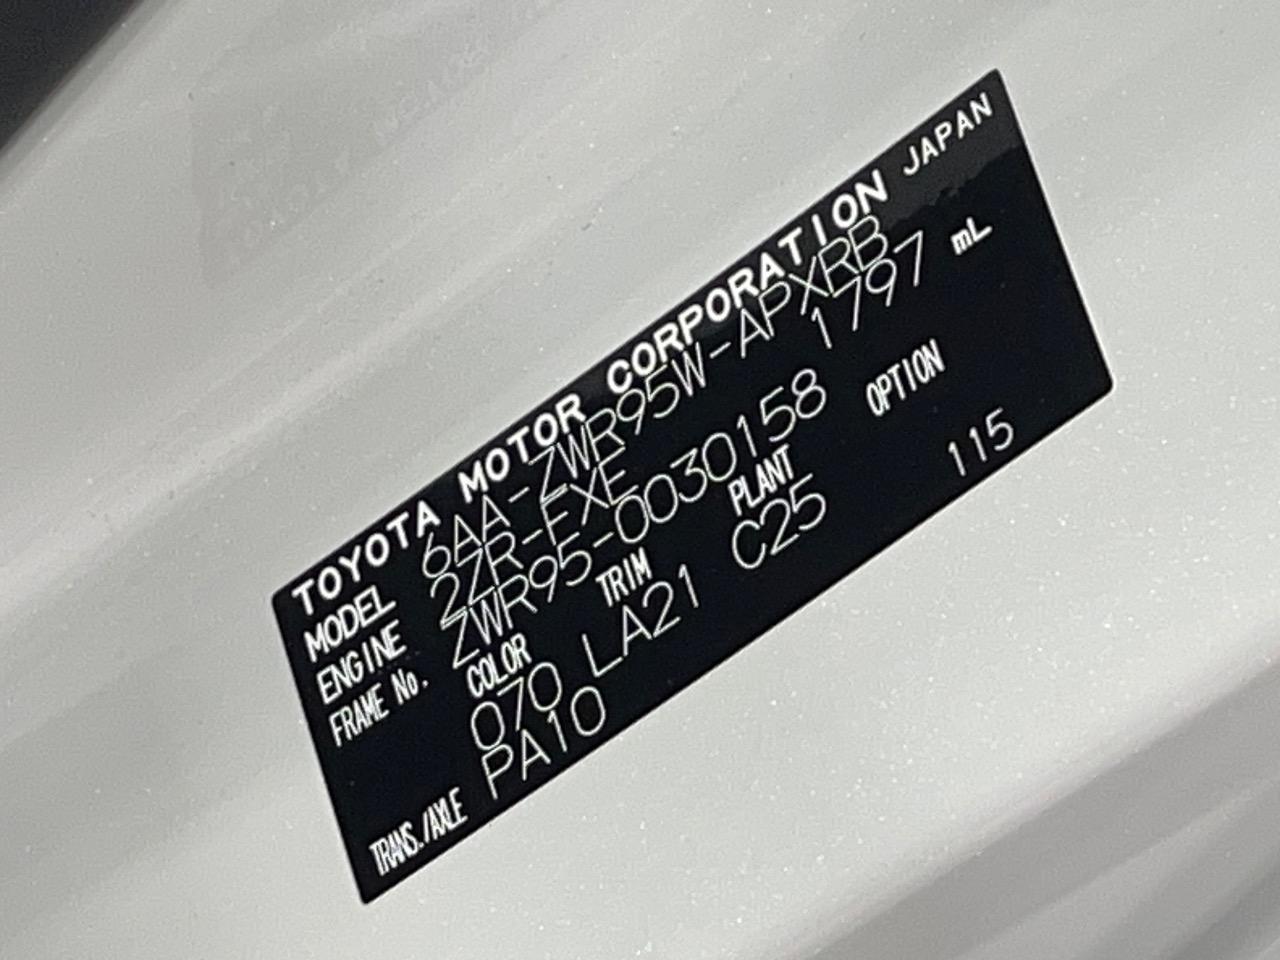 TOYOTA MOTOR CORPORATION JAPAN
MODEL 6AA-ZWR95W-APXRB
ENGINE 2ZR-FXE 1797 mL
FRAME No. ZWR95-0030158
COLOR TRIM PLANT OPTION
070 LA21 C25 115
TRANS./AXLE PA10